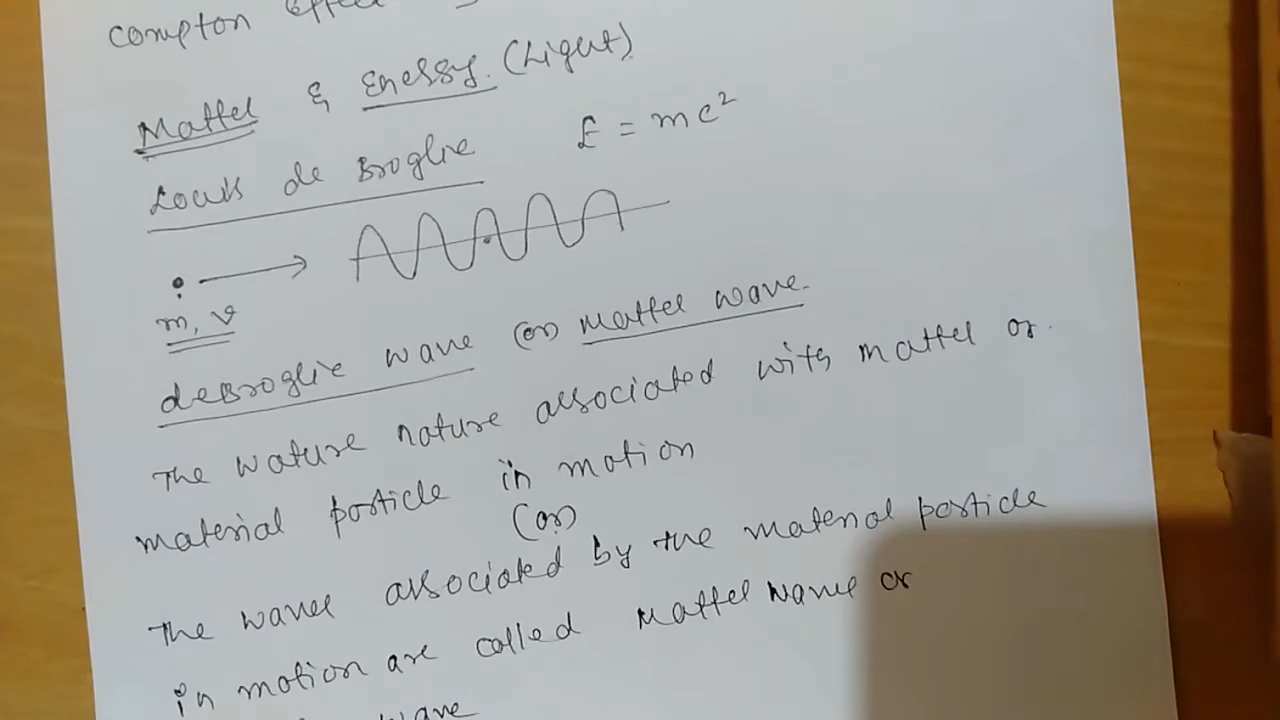 compton effect
Matter & Energy. (Light)
Louis de Broglie E = mc²
m, v
deBroglie wave (or) matter wave.
The wature nature associated with matter or
material particle in motion
(or)
The waves associated by the material particle
in motion are called Matter wave or
wave